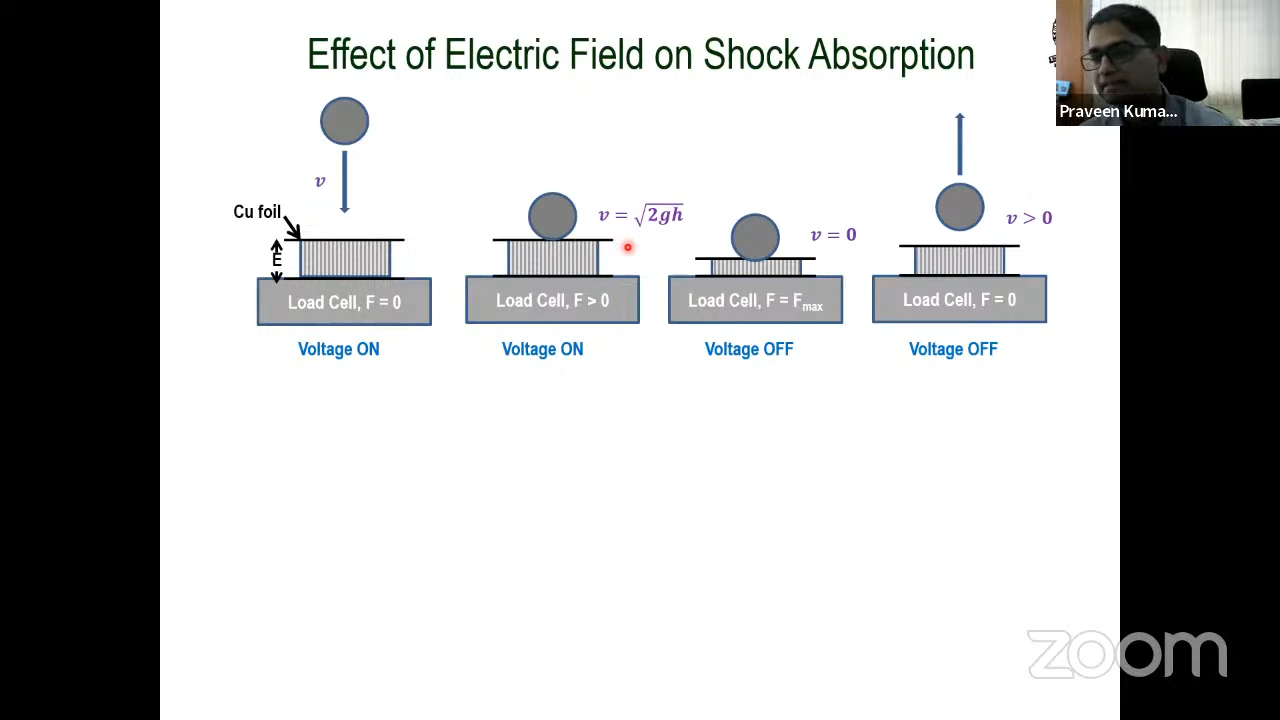 Effect of Electric Field on Shock Absorption
Praveen Kuma...
v
Cu foil
E
v = √2gh
v = 0
v > 0
Load Cell, F = 0
Load Cell, F > 0
Load Cell, F = Fmax
Load Cell, F = 0
Voltage ON
Voltage ON
Voltage OFF
Voltage OFF
zoom